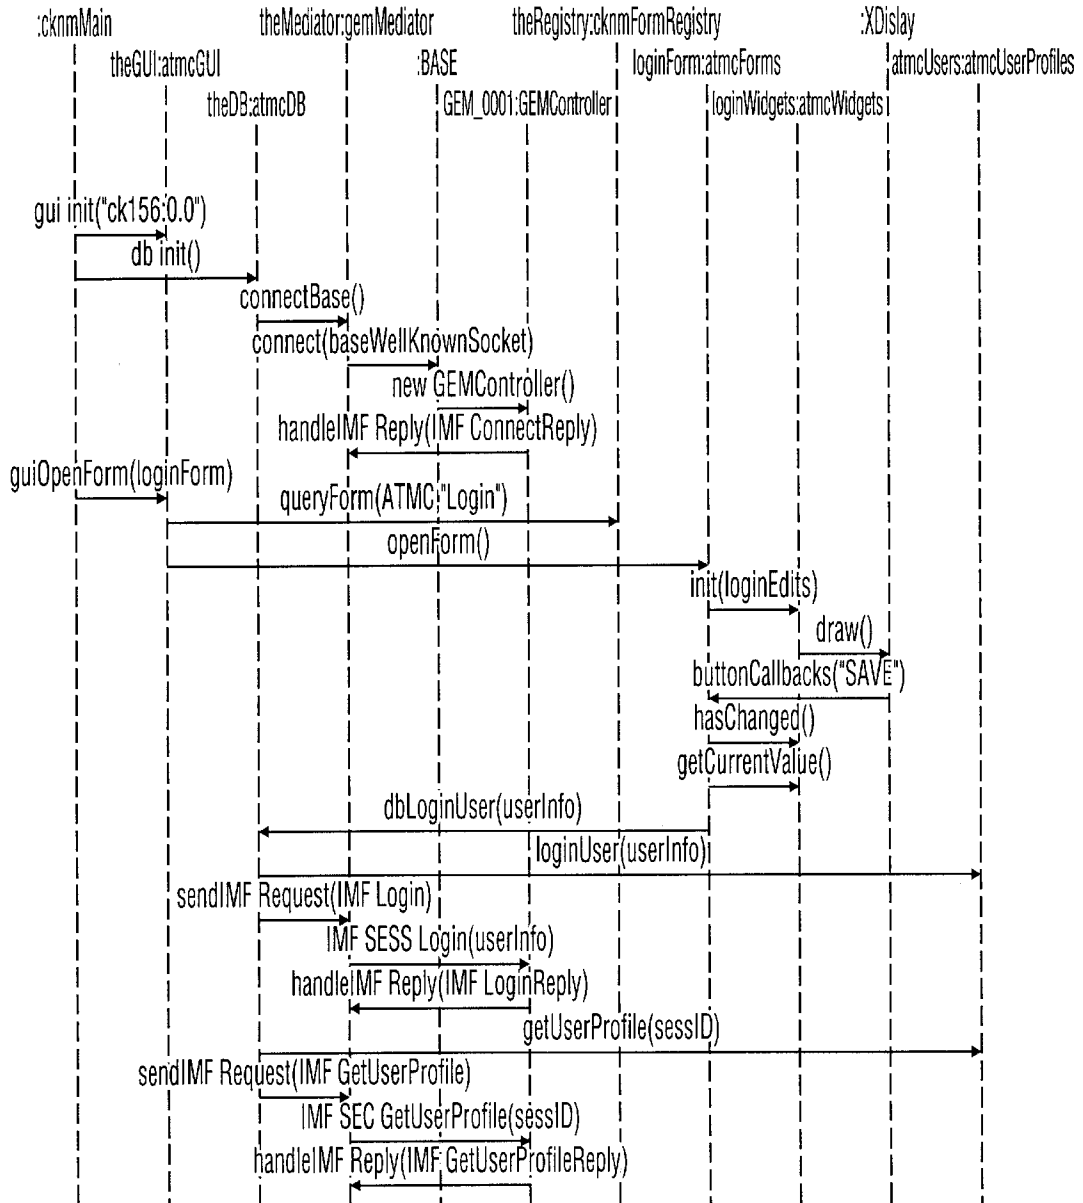 :cknmMain theMediator:gemMediator theRegistry:cknmFormRegistry :XDislay
theGUI:atmcGUI :BASE loginForm:atmcForms atmcUsers:atmcUserProfiles
theDB:atmcDB GEM_0001:GEMController loginWidgets:atmcWidgets
gui init("ck156:0.0")
db init()
connectBase()
connect(baseWellKnownSocket)
new GEMController()
handleIMF Reply(IMF ConnectReply)
guiOpenForm(loginForm)
queryForm(ATMC,"Login")
openForm()
init(loginEdits)
draw()
buttonCallbacks("SAVE")
hasChanged()
getCurrentValue()
dbLoginUser(userInfo)
loginUser(userInfo)
sendIMF Request(IMF Login)
IMF SESS Login(userInfo)
handleIMF Reply(IMF LoginReply)
getUserProfile(sessID)
sendIMF Request(IMF GetUserProfile)
IMF SEC GetUserProfile(sessID)
handleIMF Reply(IMF GetUserProfileReply)